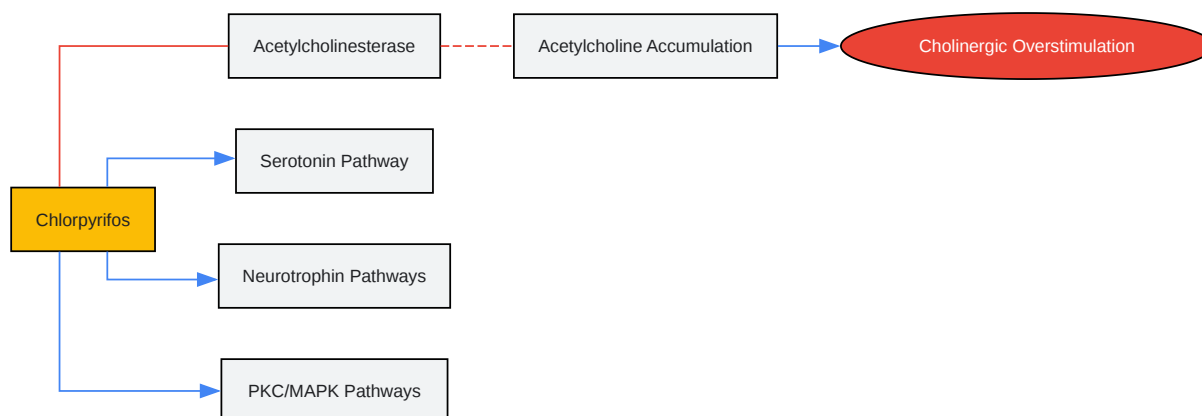 Acetylcholinesterase
Acetylcholine Accumulation
Cholinergic Overstimulation
Serotonin Pathway
Chlorpyrifos
Neurotrophin Pathways
PKC/MAPK Pathways